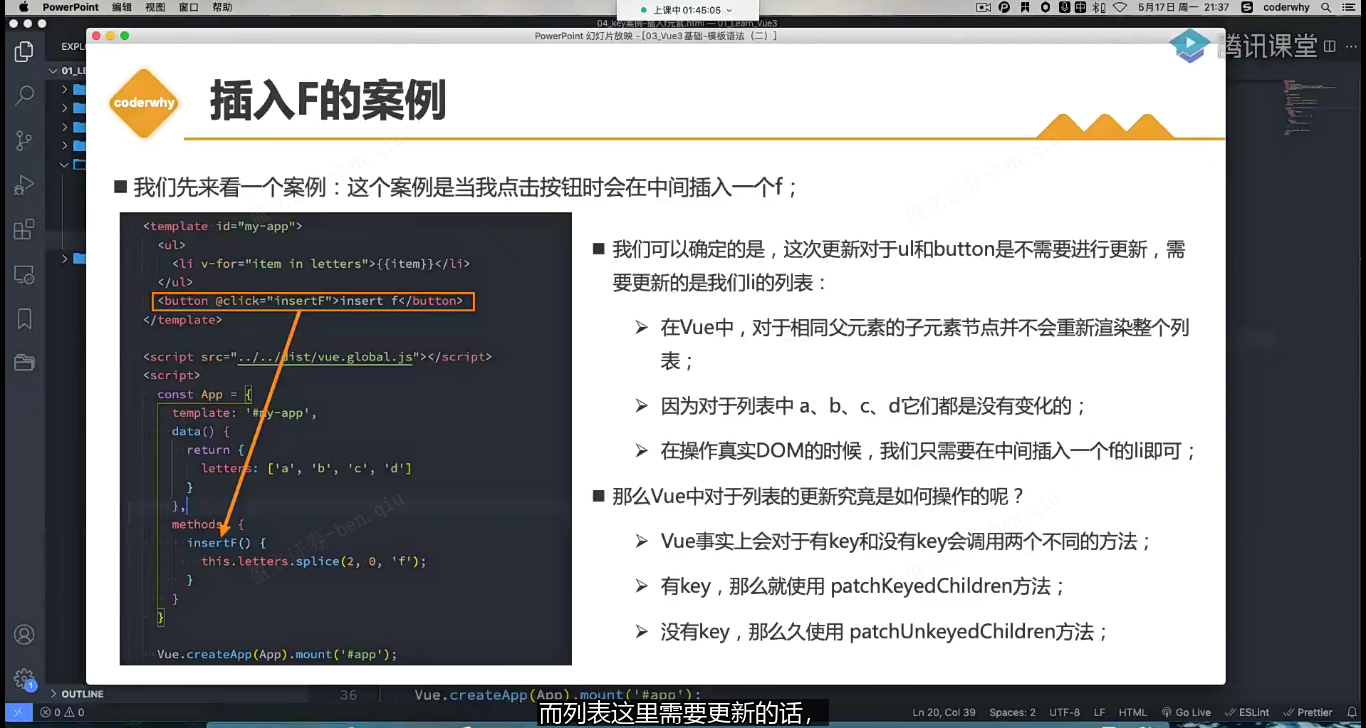 PowerPoint 编辑 视图 窗口 帮助
上课中 01:45:05
5月17日 周一 21:37 coderwhy
04_key案例-插入f元素.html — 01_Learn_Vue3
PowerPoint 幻灯片放映 - [03_Vue3基础-模板语法（二）]
腾讯课堂
EXPL
01_LE
coderwhy
插入F的案例
我们先来看一个案例：这个案例是当我点击按钮时会在中间插入一个f；
<template id="my-app">
<ul>
<li v-for="item in letters">{{item}}</li>
</ul>
<button @click="insertF">insert f</button>
</template>
<script src="../../dist/vue.global.js"></script>
<script>
const App = {
template: '#my-app',
data() {
return {
letters: ['a', 'b', 'c', 'd']
}
},
methods: {
insertF() {
this.letters.splice(2, 0, 'f');
}
}
}
Vue.createApp(App).mount('#app');
我们可以确定的是，这次更新对于ul和button是不需要进行更新，需
要更新的是我们li的列表：
在Vue中，对于相同父元素的子元素节点并不会重新渲染整个列
表；
因为对于列表中 a、b、c、d它们都是没有变化的；
在操作真实DOM的时候，我们只需要在中间插入一个f的li即可；
那么Vue中对于列表的更新究竟是如何操作的呢？
Vue事实上会对于有key和没有key会调用两个不同的方法；
有key，那么就使用 patchKeyedChildren方法；
没有key，那么久使用 patchUnkeyedChildren方法；
盈立证券-ben.qiu
OUTLINE
36 Vue.createApp(App).mount('#app');
而列表这里需要更新的话，
0 0 Ln 20, Col 39 Spaces: 2 UTF-8 LF HTML Go Live ESLint Prettier